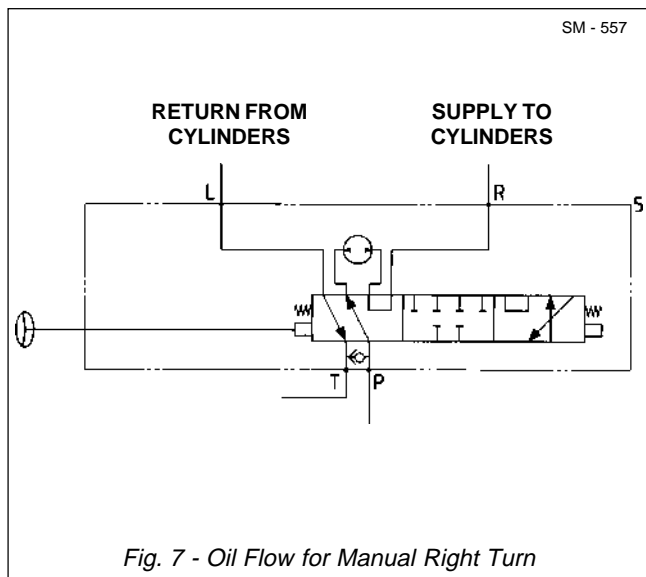 SM - 557
RETURN FROM
CYLINDERS
SUPPLY TO
CYLINDERS
L
R
S
T
P
Fig. 7 - Oil Flow for Manual Right Turn